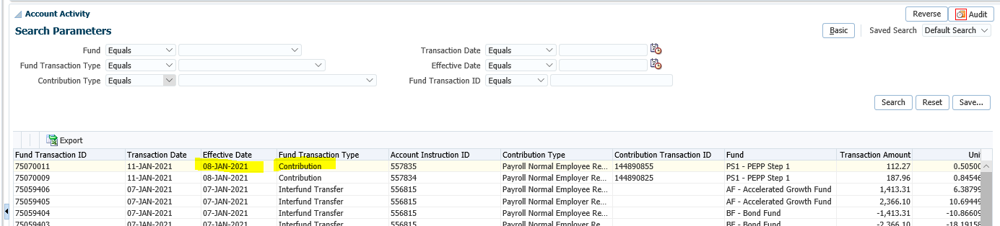 Account Activity Reverse Audit
Search Parameters Basic Saved Search Default Search
Fund Equals Transaction Date Equals
Fund Transaction Type Equals Effective Date Equals
Contribution Type Equals Fund Transaction ID Equals
Search Reset Save...
Export
Fund Transaction ID Transaction Date Effective Date Fund Transaction Type Account Instruction ID Contribution Type Contribution Transaction ID Fund Transaction Amount Unit
75070011 11-JAN-2021 08-JAN-2021 Contribution 557835 Payroll Normal Employee Re... 144890855 PS1 - PEPP Step 1 112.27 0.50500
75070009 11-JAN-2021 08-JAN-2021 Contribution 557834 Payroll Normal Employer Re... 144890825 PS1 - PEPP Step 1 187.96 0.84546
75059406 07-JAN-2021 07-JAN-2021 Interfund Transfer 556815 Payroll Normal Employee Re... AF - Accelerated Growth Fund 1,413.31 6.38799
75059405 07-JAN-2021 07-JAN-2021 Interfund Transfer 556815 Payroll Normal Employer Re... AF - Accelerated Growth Fund 2,366.10 10.69449
75059404 07-JAN-2021 07-JAN-2021 Interfund Transfer 556815 Payroll Normal Employee Re... BF - Bond Fund -1,413.31 -10.86609
75059403 07-JAN-2021 07-JAN-2021 Interfund Transfer 556815 Payroll Normal Employer Re... BF - Bond Fund -2,366.10 -18.19158